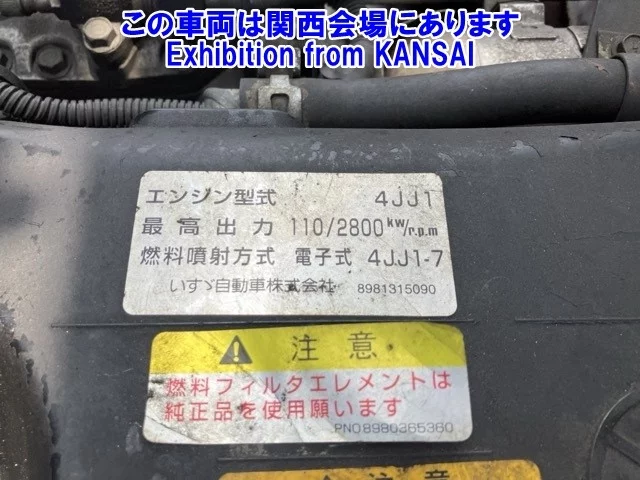 この車両は関西会場にあります
Exhibition from KANSAI
エンジン型式 4JJ1
最高出力 110/2800 kw/r.p.m
燃料噴射方式 電子式 4JJ1-7
いすゞ自動車株式会社 8981315090
注意
燃料フィルタエレメントは
純正品を使用願います
PNO8980365360
注意